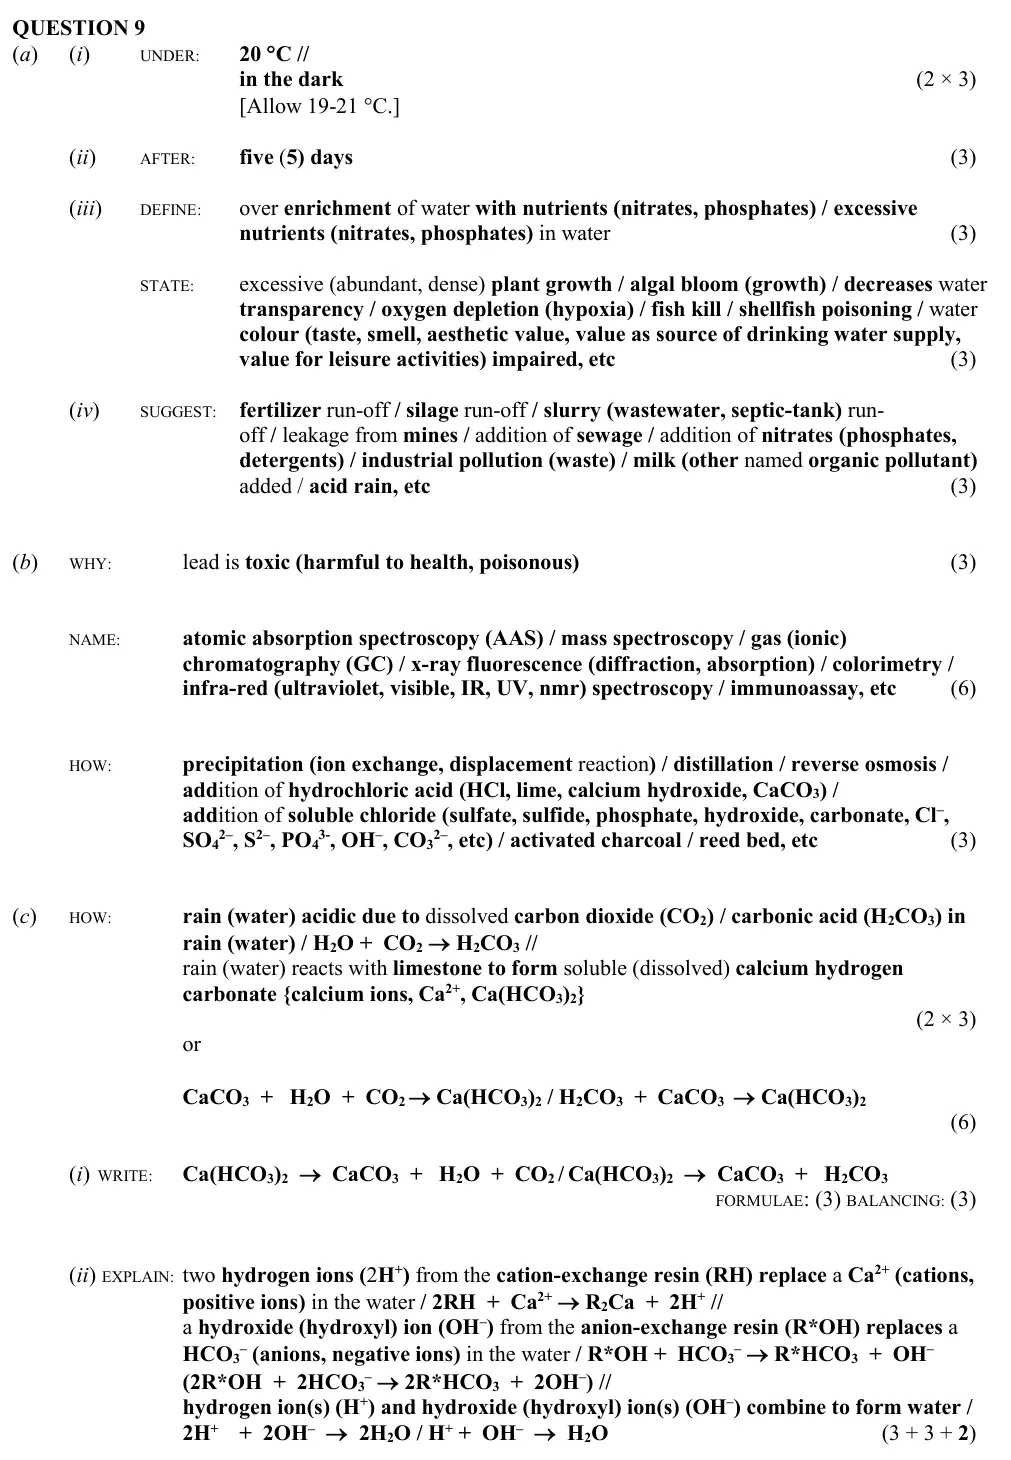 QUESTION 9
(a) (i) UNDER: 20 °C //
in the dark (2 × 3)
[Allow 19-21 °C.]
(ii) AFTER: five (5) days (3)
(iii) DEFINE: over enrichment of water with nutrients (nitrates, phosphates) / excessive
nutrients (nitrates, phosphates) in water (3)
STATE: excessive (abundant, dense) plant growth / algal bloom (growth) / decreases water
transparency / oxygen depletion (hypoxia) / fish kill / shellfish poisoning / water
colour (taste, smell, aesthetic value, value as source of drinking water supply,
value for leisure activities) impaired, etc (3)
(iv) SUGGEST: fertilizer run-off / silage run-off / slurry (wastewater, septic-tank) run-
off / leakage from mines / addition of sewage / addition of nitrates (phosphates,
detergents) / industrial pollution (waste) / milk (other named organic pollutant)
added / acid rain, etc (3)
(b) WHY: lead is toxic (harmful to health, poisonous) (3)
NAME: atomic absorption spectroscopy (AAS) / mass spectroscopy / gas (ionic)
chromatography (GC) / x-ray fluorescence (diffraction, absorption) / colorimetry /
infra-red (ultraviolet, visible, IR, UV, nmr) spectroscopy / immunoassay, etc (6)
HOW: precipitation (ion exchange, displacement reaction) / distillation / reverse osmosis /
addition of hydrochloric acid (HCl, lime, calcium hydroxide, CaCO₃) /
addition of soluble chloride (sulfate, sulfide, phosphate, hydroxide, carbonate, Cl⁻,
SO₄²⁻, S²⁻, PO₄³⁻, OH⁻, CO₃²⁻, etc) / activated charcoal / reed bed, etc (3)
(c) HOW: rain (water) acidic due to dissolved carbon dioxide (CO₂) / carbonic acid (H₂CO₃) in
rain (water) / H₂O + CO₂ → H₂CO₃ //
rain (water) reacts with limestone to form soluble (dissolved) calcium hydrogen
carbonate {calcium ions, Ca²⁺, Ca(HCO₃)₂}
(2 × 3)
or
CaCO₃ + H₂O + CO₂ → Ca(HCO₃)₂ / H₂CO₃ + CaCO₃ → Ca(HCO₃)₂
(6)
(i) WRITE: Ca(HCO₃)₂ → CaCO₃ + H₂O + CO₂ / Ca(HCO₃)₂ → CaCO₃ + H₂CO₃
FORMULAE: (3) BALANCING: (3)
(ii) EXPLAIN: two hydrogen ions (2H⁺) from the cation-exchange resin (RH) replace a Ca²⁺ (cations,
positive ions) in the water / 2RH + Ca²⁺ → R₂Ca + 2H⁺ //
a hydroxide (hydroxyl) ion (OH⁻) from the anion-exchange resin (R*OH) replaces a
HCO₃⁻ (anions, negative ions) in the water / R*OH + HCO₃⁻ → R*HCO₃ + OH⁻
(2R*OH + 2HCO₃⁻ → 2R*HCO₃ + 2OH⁻) //
hydrogen ion(s) (H⁺) and hydroxide (hydroxyl) ion(s) (OH⁻) combine to form water /
2H⁺ + 2OH⁻ → 2H₂O / H⁺ + OH⁻ → H₂O (3 + 3 + 2)